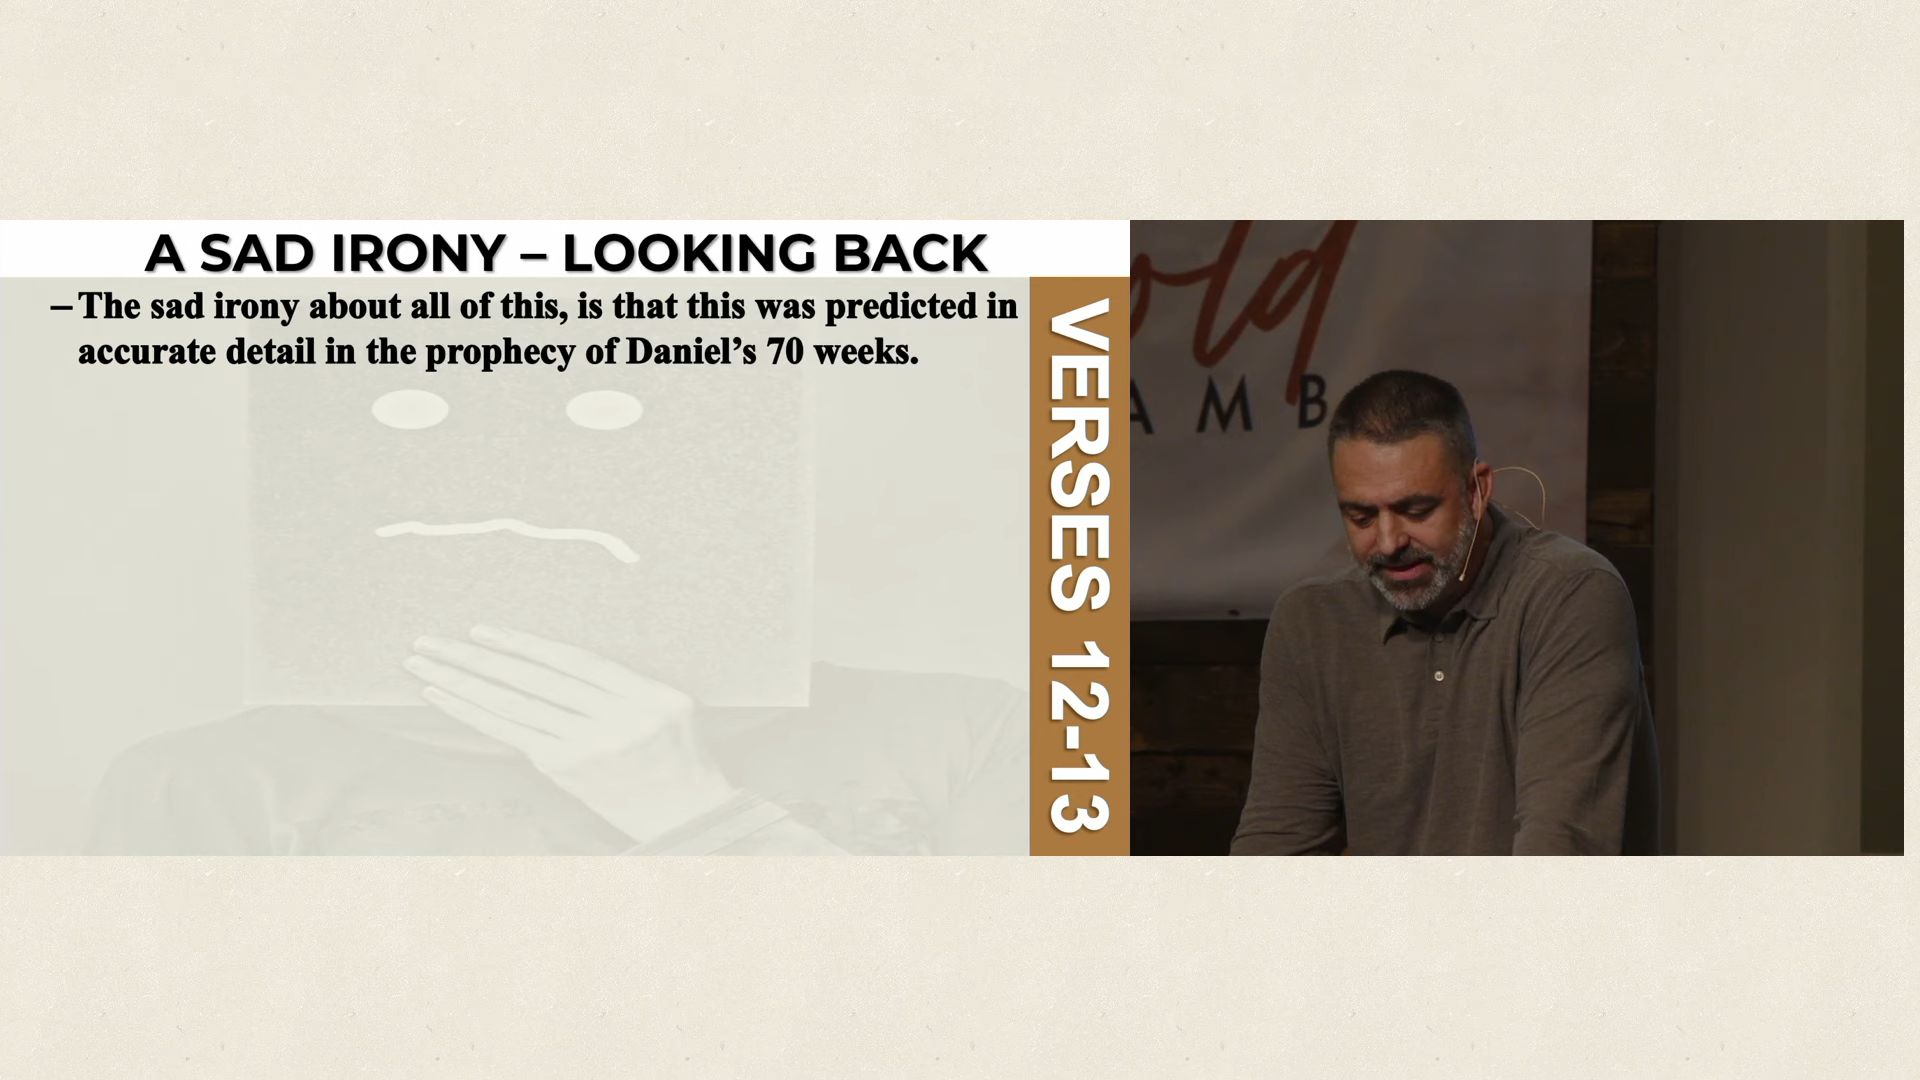 A SAD IRONY – LOOKING BACK
– The sad irony about all of this, is that this was predicted in
accurate detail in the prophecy of Daniel’s 70 weeks.
VERSES 12-13
old
AMB